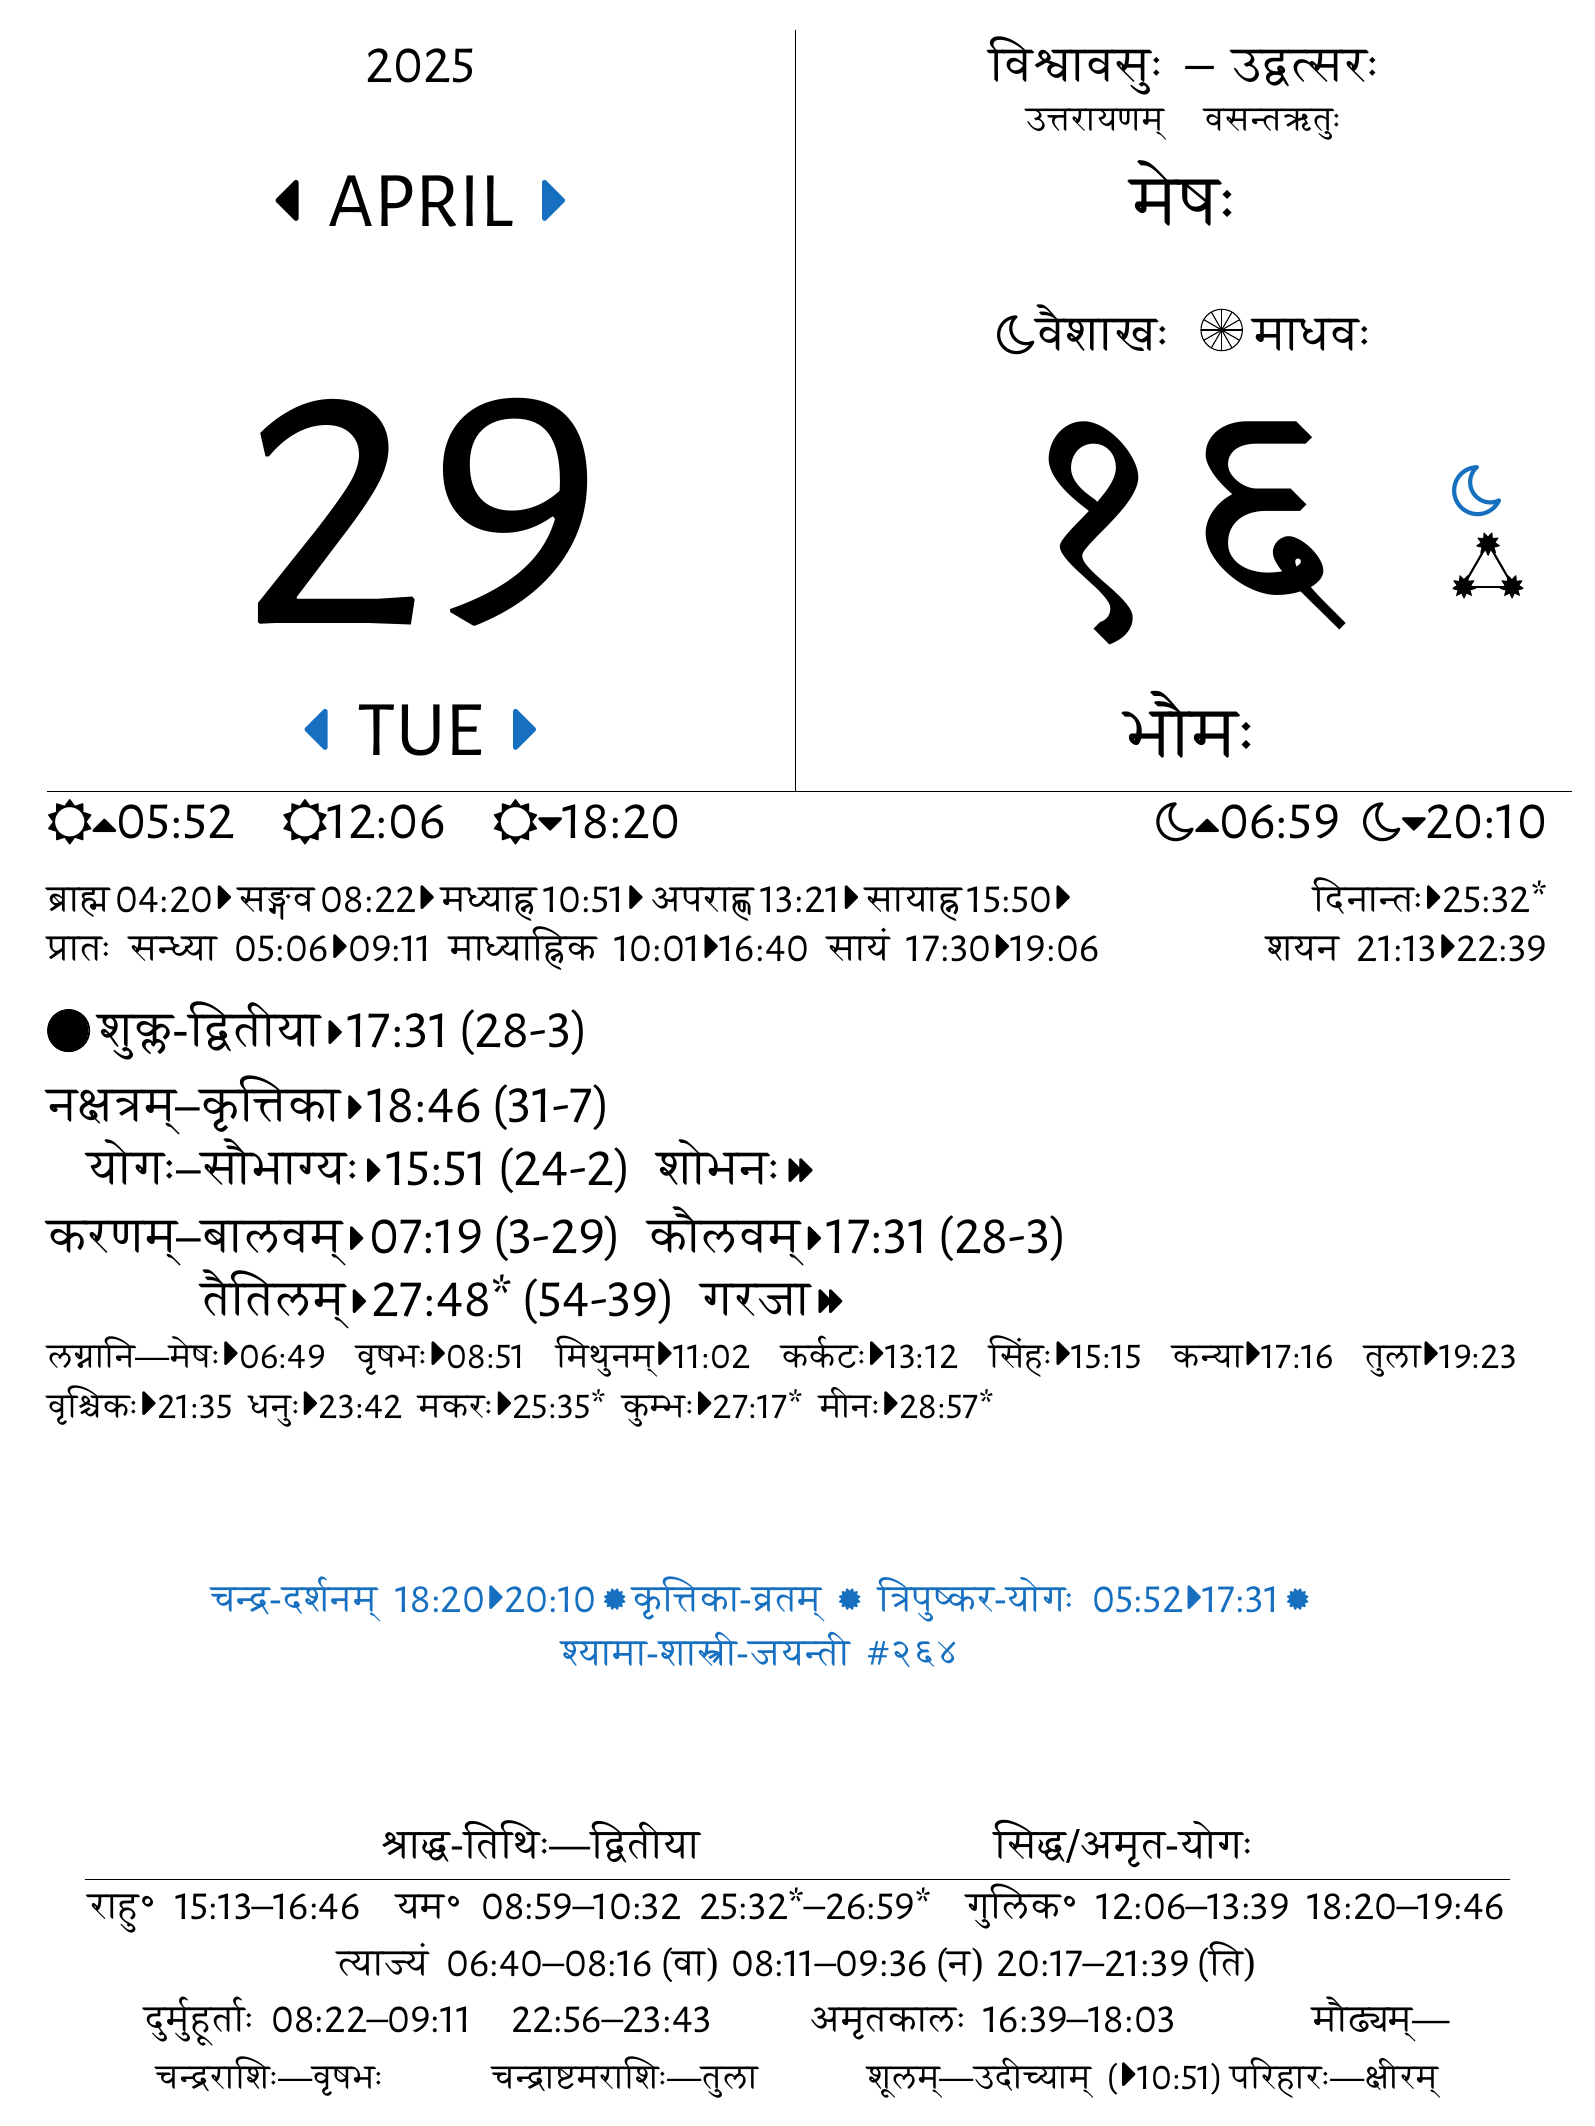 2025
APRIL
29
TUE
विश्वावसुः – उद्वत्सरः
उत्तरायणम् वसन्तऋतुः
मेषः
वैशाखः माधवः
१६
भौमः
05:52 12:06 18:20 06:59 20:10
ब्राह्म 04:20 सङ्गव 08:22 मध्याह्न 10:51 अपराह्ण 13:21 सायाह्न 15:50 दिनान्तः 25:32*
प्रातः सन्ध्या 05:06 09:11 माध्याह्निक 10:01 16:40 सायं 17:30 19:06 शयन 21:13 22:39
शुक्ल-द्वितीया 17:31 (28-3)
नक्षत्रम्–कृत्तिका 18:46 (31-7)
योगः–सौभाग्यः 15:51 (24-2) शोभनः
करणम्–बालवम् 07:19 (3-29) कौलवम् 17:31 (28-3)
तैतिलम् 27:48* (54-39) गरजा
लग्नानि—मेषः 06:49 वृषभः 08:51 मिथुनम् 11:02 कर्कटः 13:12 सिंहः 15:15 कन्या 17:16 तुला 19:23
वृश्चिकः 21:35 धनुः 23:42 मकरः 25:35* कुम्भः 27:17* मीनः 28:57*
चन्द्र-दर्शनम् 18:20 20:10 कृत्तिका-व्रतम् त्रिपुष्कर-योगः 05:52 17:31
श्यामा-शास्त्री-जयन्ती #२६४
श्राद्ध-तिथिः—द्वितीया सिद्ध/अमृत-योगः
राहु॰ 15:13–16:46 यम॰ 08:59–10:32 25:32*–26:59* गुलिक॰ 12:06–13:39 18:20–19:46
त्याज्यं 06:40–08:16 (वा) 08:11–09:36 (न) 20:17–21:39 (ति)
दुर्मुहूर्ताः 08:22–09:11 22:56–23:43 अमृतकालः 16:39–18:03 मौढ्यम्—
चन्द्रराशिः—वृषभः चन्द्राष्टमराशिः—तुला शूलम्—उदीच्याम् (10:51) परिहारः—क्षीरम्